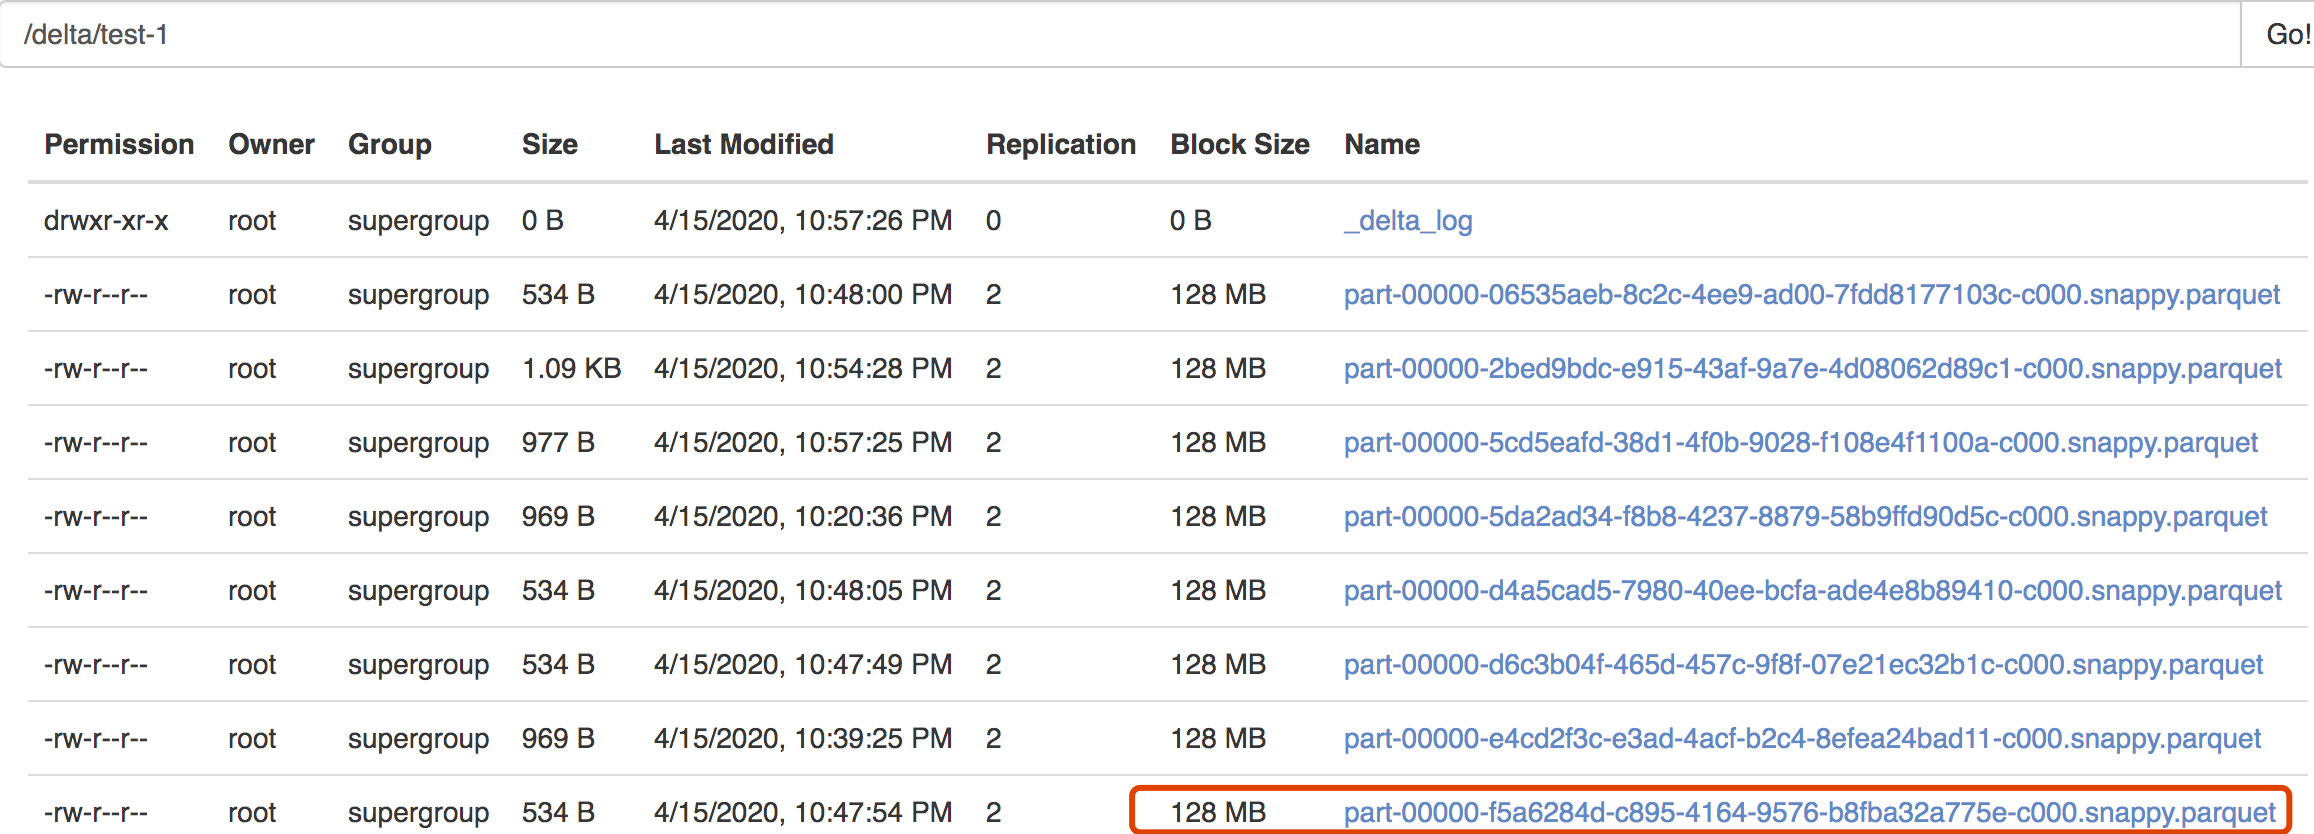 /delta/test-1 Go!
Permission Owner Group Size Last Modified Replication Block Size Name
drwxr-xr-x root supergroup 0 B 4/15/2020, 10:57:26 PM 0 0 B _delta_log
-rw-r--r-- root supergroup 534 B 4/15/2020, 10:48:00 PM 2 128 MB part-00000-06535aeb-8c2c-4ee9-ad00-7fdd8177103c-c000.snappy.parquet
-rw-r--r-- root supergroup 1.09 KB 4/15/2020, 10:54:28 PM 2 128 MB part-00000-2bed9bdc-e915-43af-9a7e-4d08062d89c1-c000.snappy.parquet
-rw-r--r-- root supergroup 977 B 4/15/2020, 10:57:25 PM 2 128 MB part-00000-5cd5eafd-38d1-4f0b-9028-f108e4f1100a-c000.snappy.parquet
-rw-r--r-- root supergroup 969 B 4/15/2020, 10:20:36 PM 2 128 MB part-00000-5da2ad34-f8b8-4237-8879-58b9ffd90d5c-c000.snappy.parquet
-rw-r--r-- root supergroup 534 B 4/15/2020, 10:48:05 PM 2 128 MB part-00000-d4a5cad5-7980-40ee-bcfa-ade4e8b89410-c000.snappy.parquet
-rw-r--r-- root supergroup 534 B 4/15/2020, 10:47:49 PM 2 128 MB part-00000-d6c3b04f-465d-457c-9f8f-07e21ec32b1c-c000.snappy.parquet
-rw-r--r-- root supergroup 969 B 4/15/2020, 10:39:25 PM 2 128 MB part-00000-e4cd2f3c-e3ad-4acf-b2c4-8efea24bad11-c000.snappy.parquet
-rw-r--r-- root supergroup 534 B 4/15/2020, 10:47:54 PM 2 128 MB part-00000-f5a6284d-c895-4164-9576-b8fba32a775e-c000.snappy.parquet